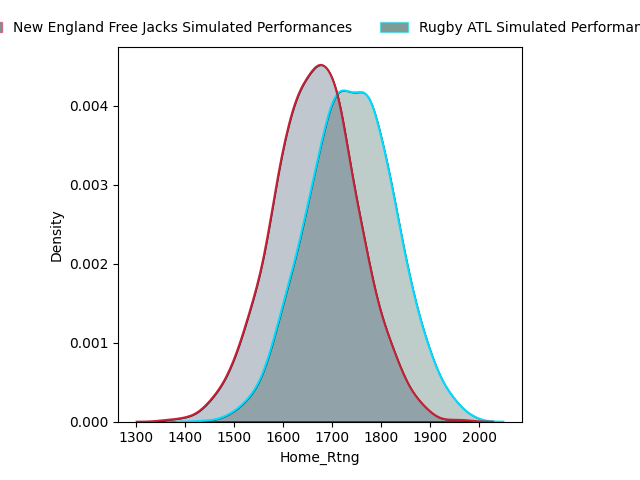 New England Free Jacks Simulated Performances Rugby ATL Simulated
0.004
0.003
0.002
0.001
0.000
Density
1300 1400 1500 1600 1700 1800 1900 2000
Home_Rtng